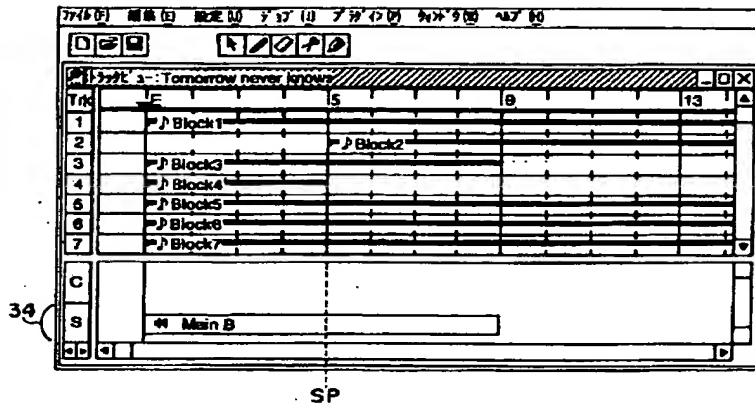 ファイル(F) 編集(E) 設定(U) ジョブ(J) プラグイン(P) ウィンドウ(W) ヘルプ(H)
トラックビュー:Tomorrow never knows
Trk 5 9 13
1 Block1
2 Block2
3 Block3
4 Block4
5 Block5
6 Block6
7 Block7
C
34 S Main B
SP